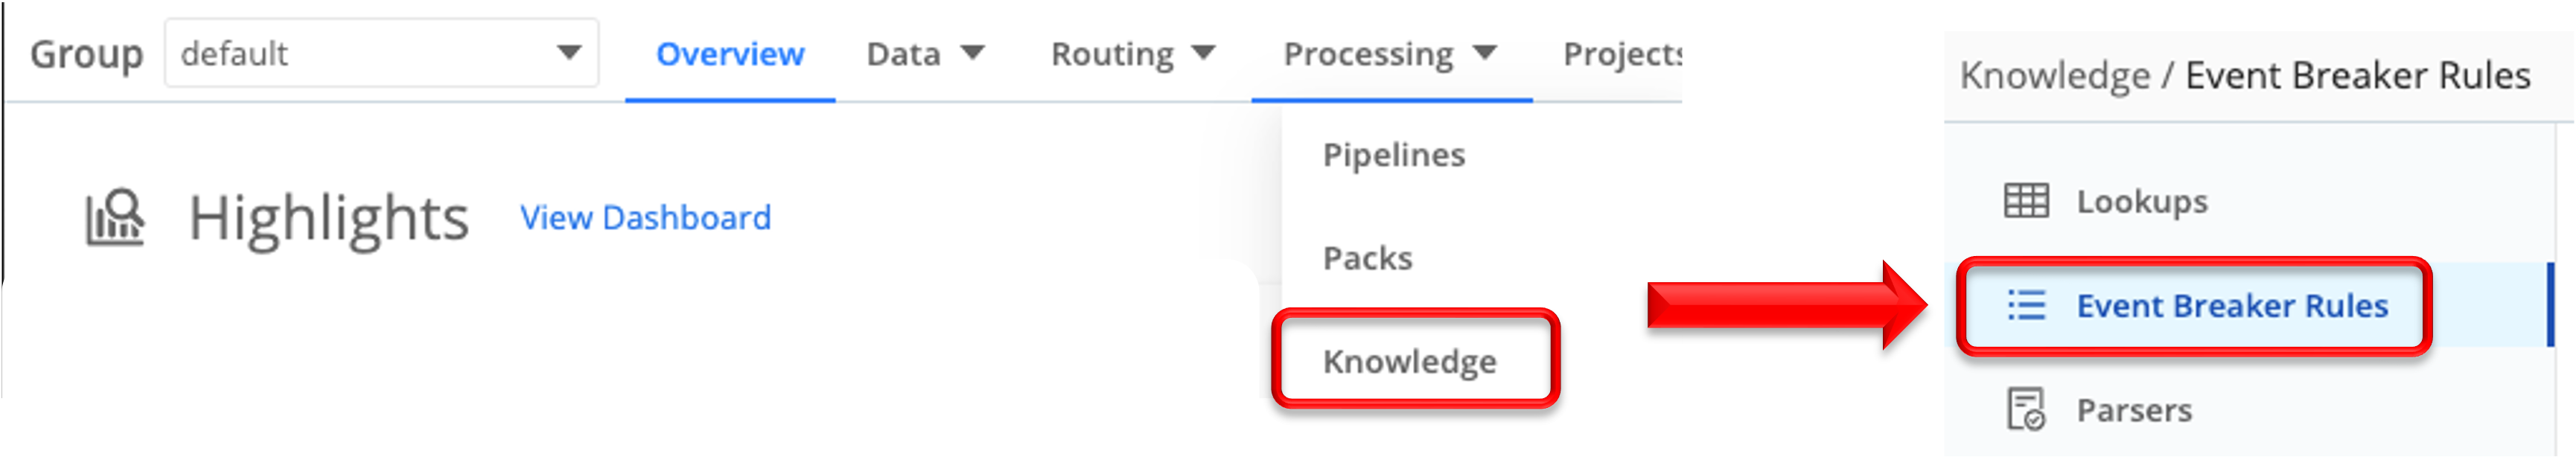 Group default Overview Data Routing Processing Projects
Highlights View Dashboard
Pipelines
Packs
Knowledge
Knowledge / Event Breaker Rules
Lookups
Event Breaker Rules
Parsers